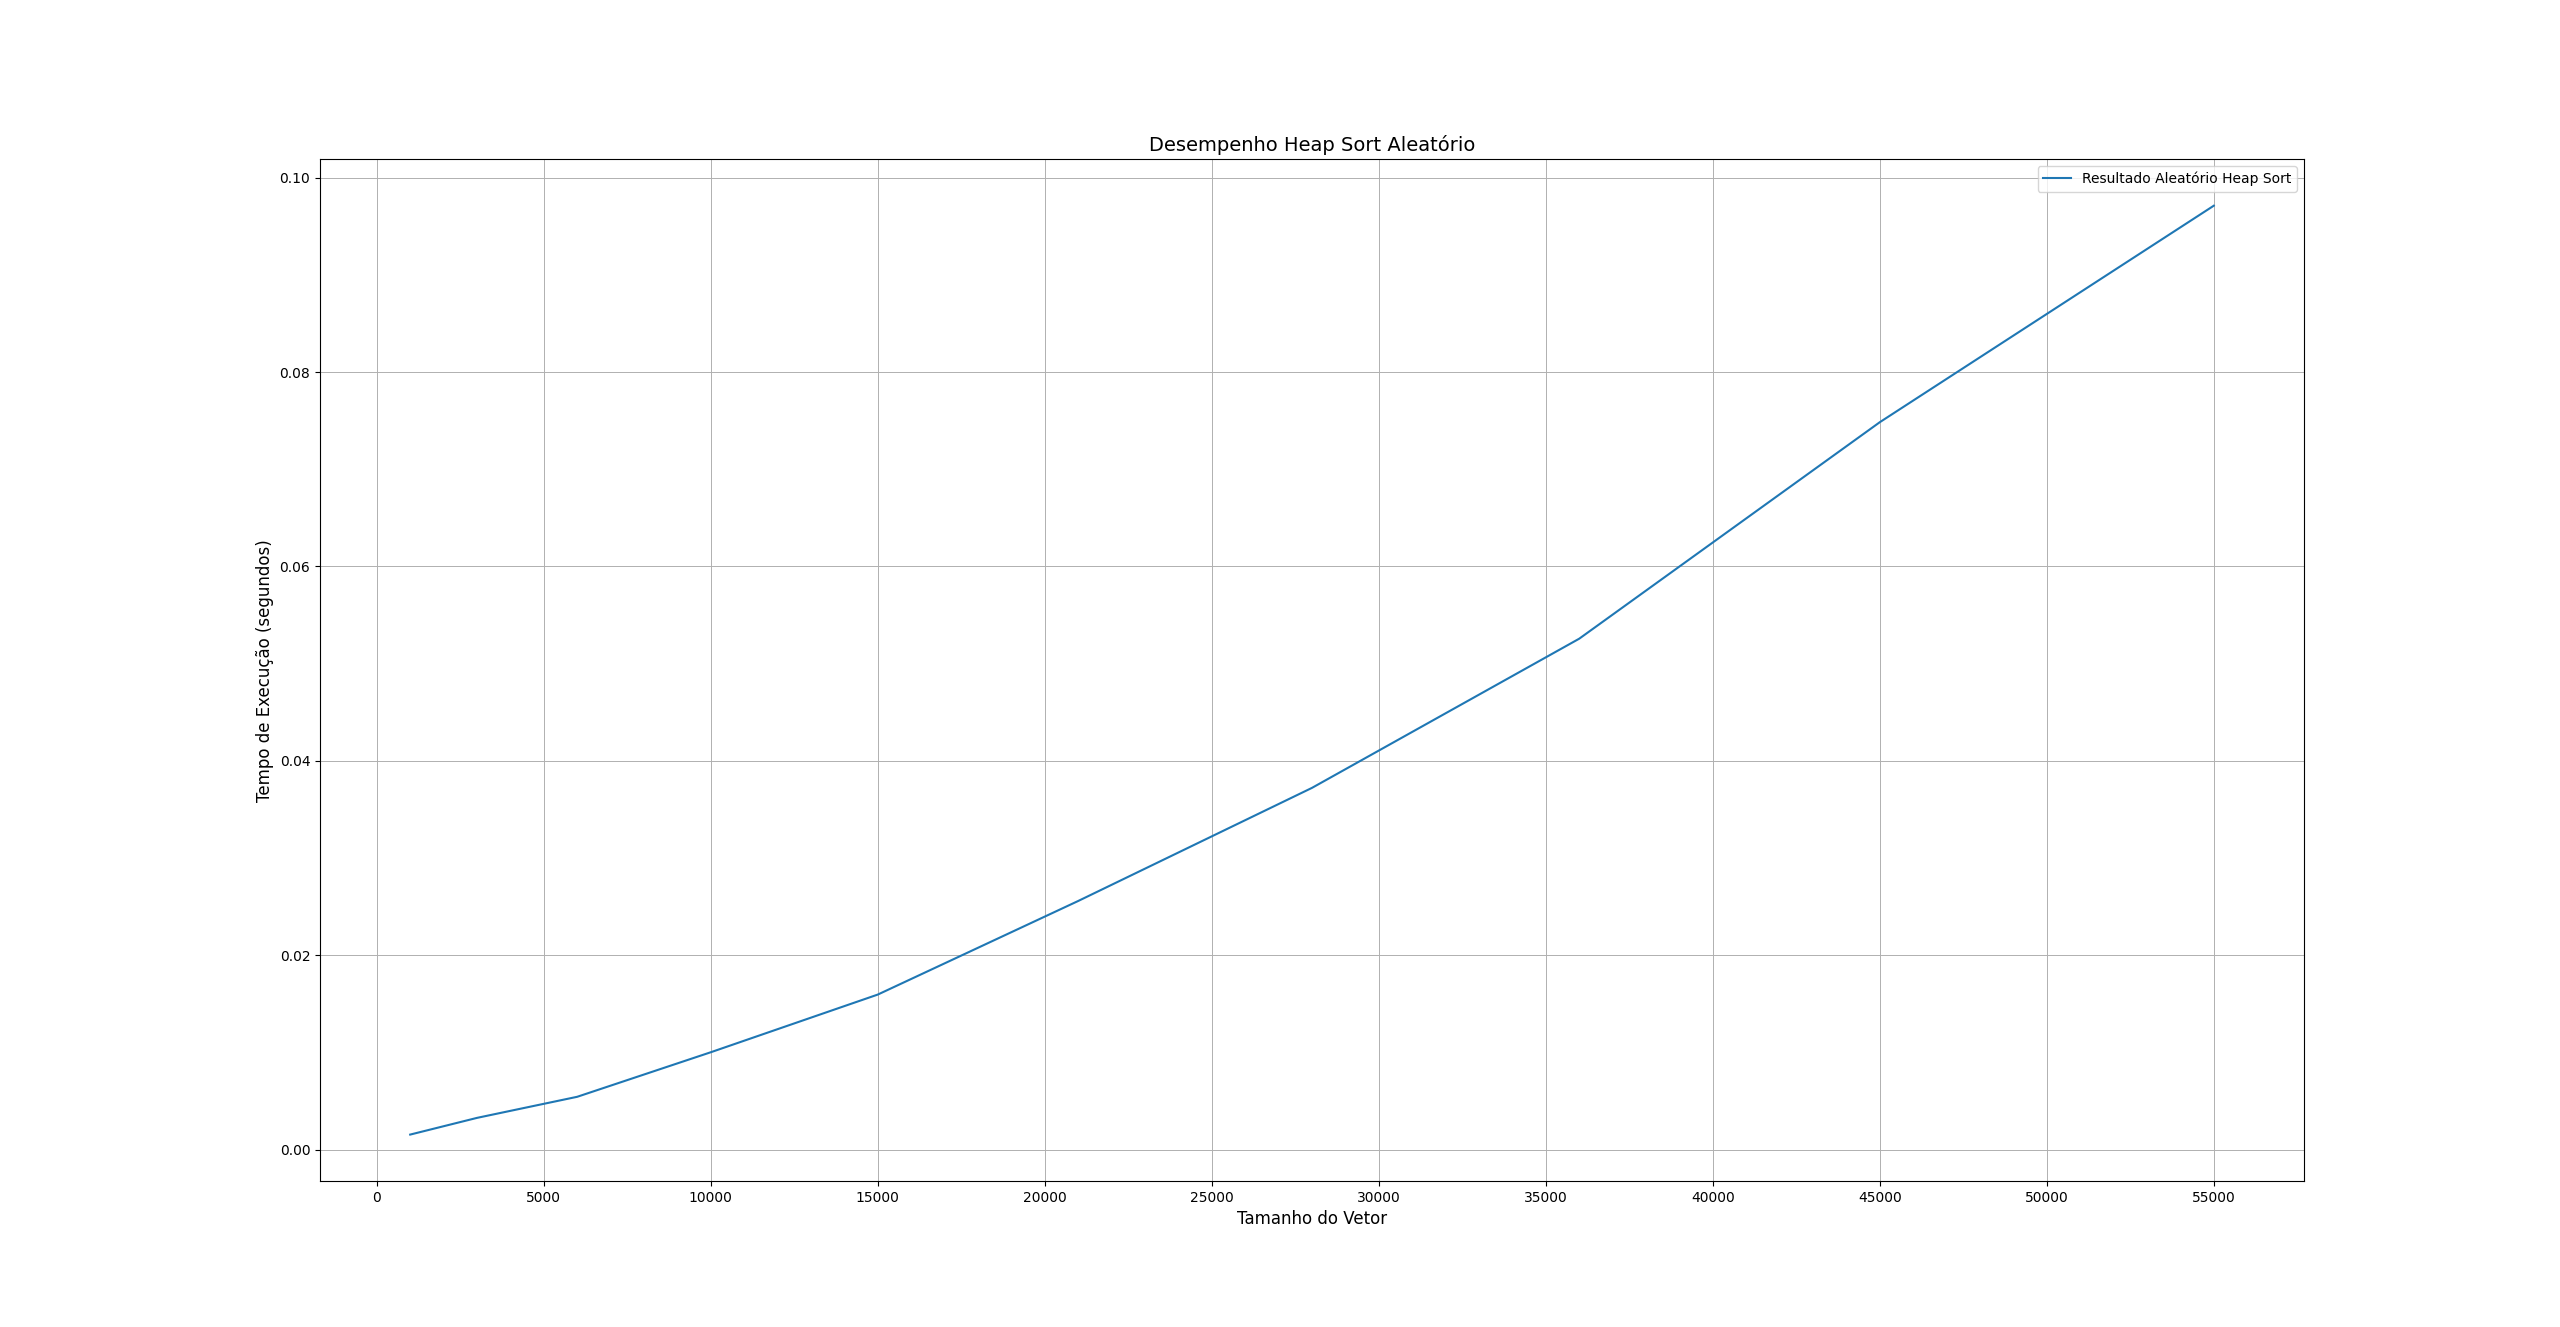 Desempenho Heap Sort Aleatório
Resultado Aleatório Heap Sort
Tempo de Execução (segundos)
0.10
0.08
0.06
0.04
0.02
0.00
0 5000 10000 15000 20000 25000 30000 35000 40000 45000 50000 55000
Tamanho do Vetor